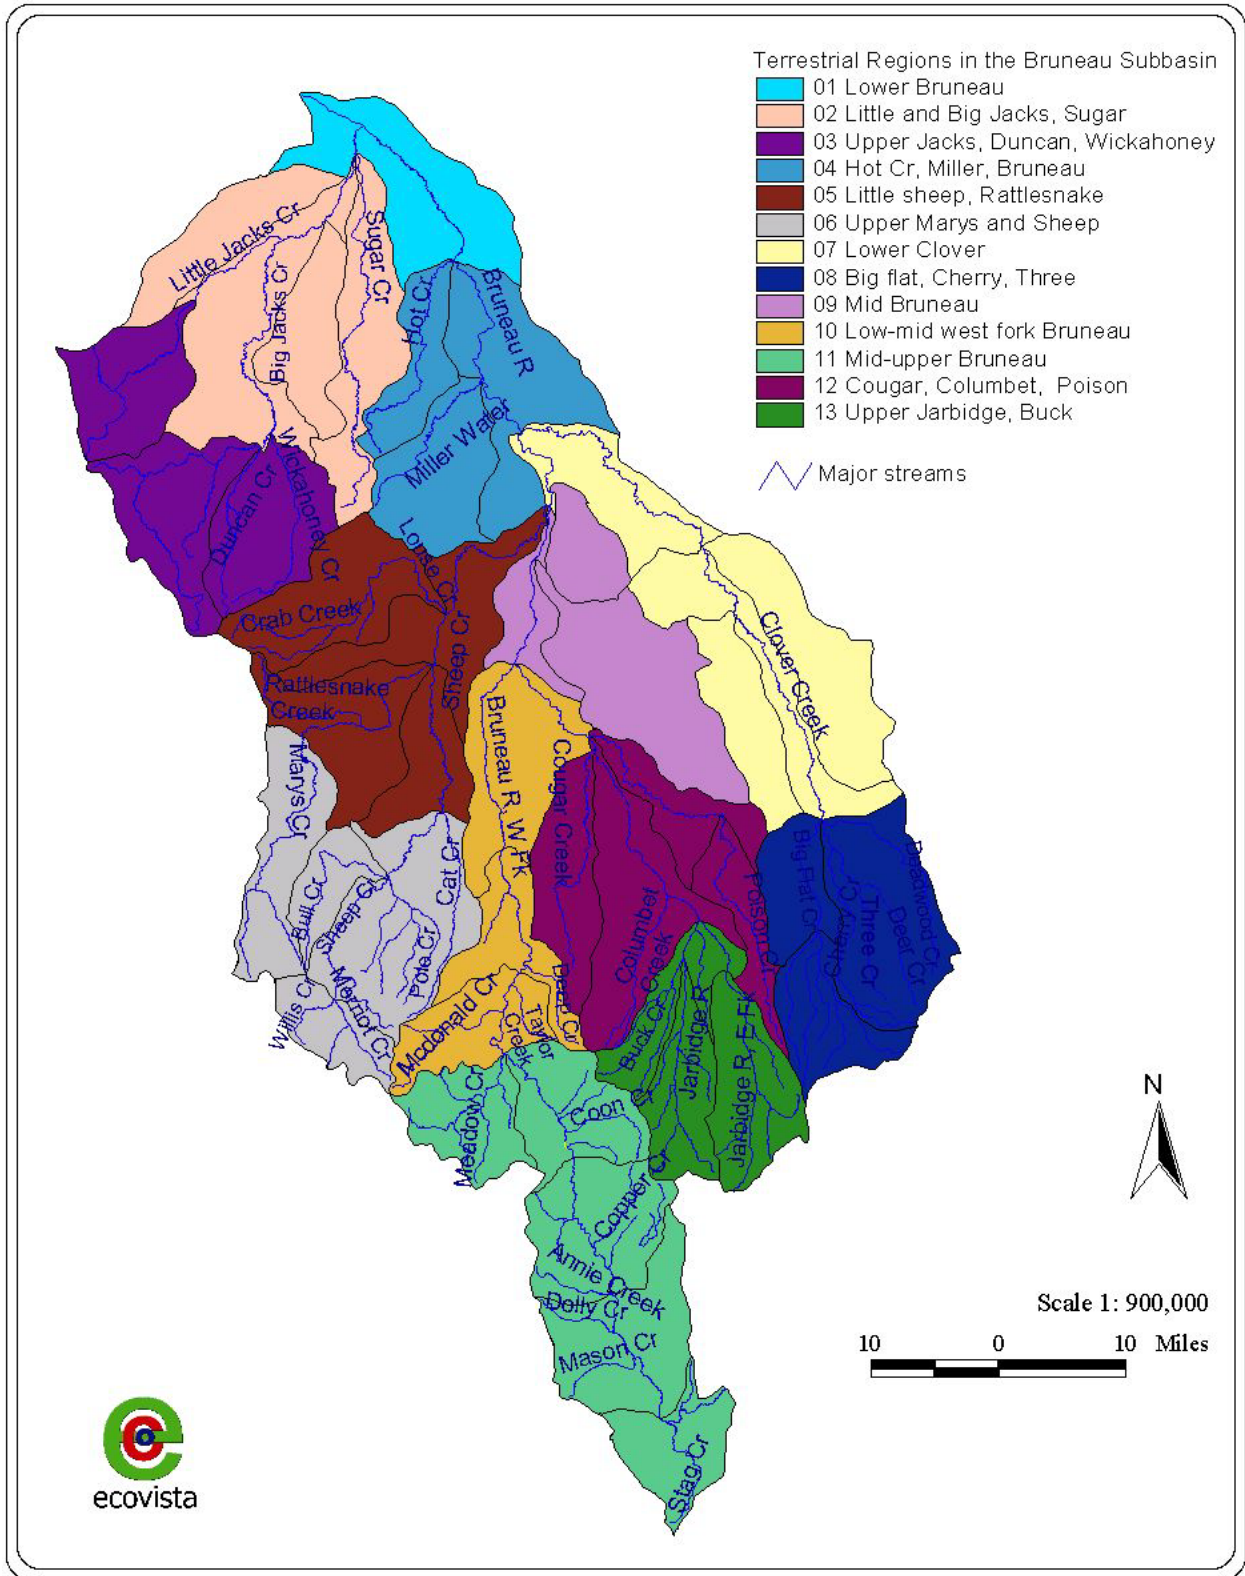 Terrestrial Regions in the Bruneau Subbasin
01 Lower Bruneau
02 Little and Big Jacks, Sugar
03 Upper Jacks, Duncan, Wickahoney
04 Hot Cr, Miller, Bruneau
05 Little sheep, Rattlesnake
06 Upper Marys and Sheep
07 Lower Clover
08 Big flat, Cherry, Three
09 Mid Bruneau
10 Low-mid west fork Bruneau
11 Mid-upper Bruneau
12 Cougar, Columbet, Poison
13 Upper Jarbidge, Buck
Major streams
Little Jacks Cr
Big Jacks Cr
Sugar Cr
Hot Cr
Bruneau R
Miller Water
Wickahoney Cr
Duncan Cr
Louse Cr
Crab Creek
Sheep Cr
Rattlesnake
Creek
Clover Creek
Marys Cr
Bruneau R, W Fk
Cougar Creek
Cat Cr
Bull Cr
Sheep Cr
Pole Cr
Columbet
Creek
Poison Cr
Big Flat Cr
Cherry Cr
Three Cr
Deer Cr
Deadwood Cr
Willis Cr
Merriot Cr
Mcdonald Cr
Taylor
Creek
Deer Cr
Buck Cr
Jarbidge R
Jarbidge R, E Fk
Meadow Cr
Coon Cr
Copper Cr
Annie Creek
Dolly Cr
Mason Cr
Stag Cr
N
Scale 1: 900,000
10 0 10 Miles
ecovista